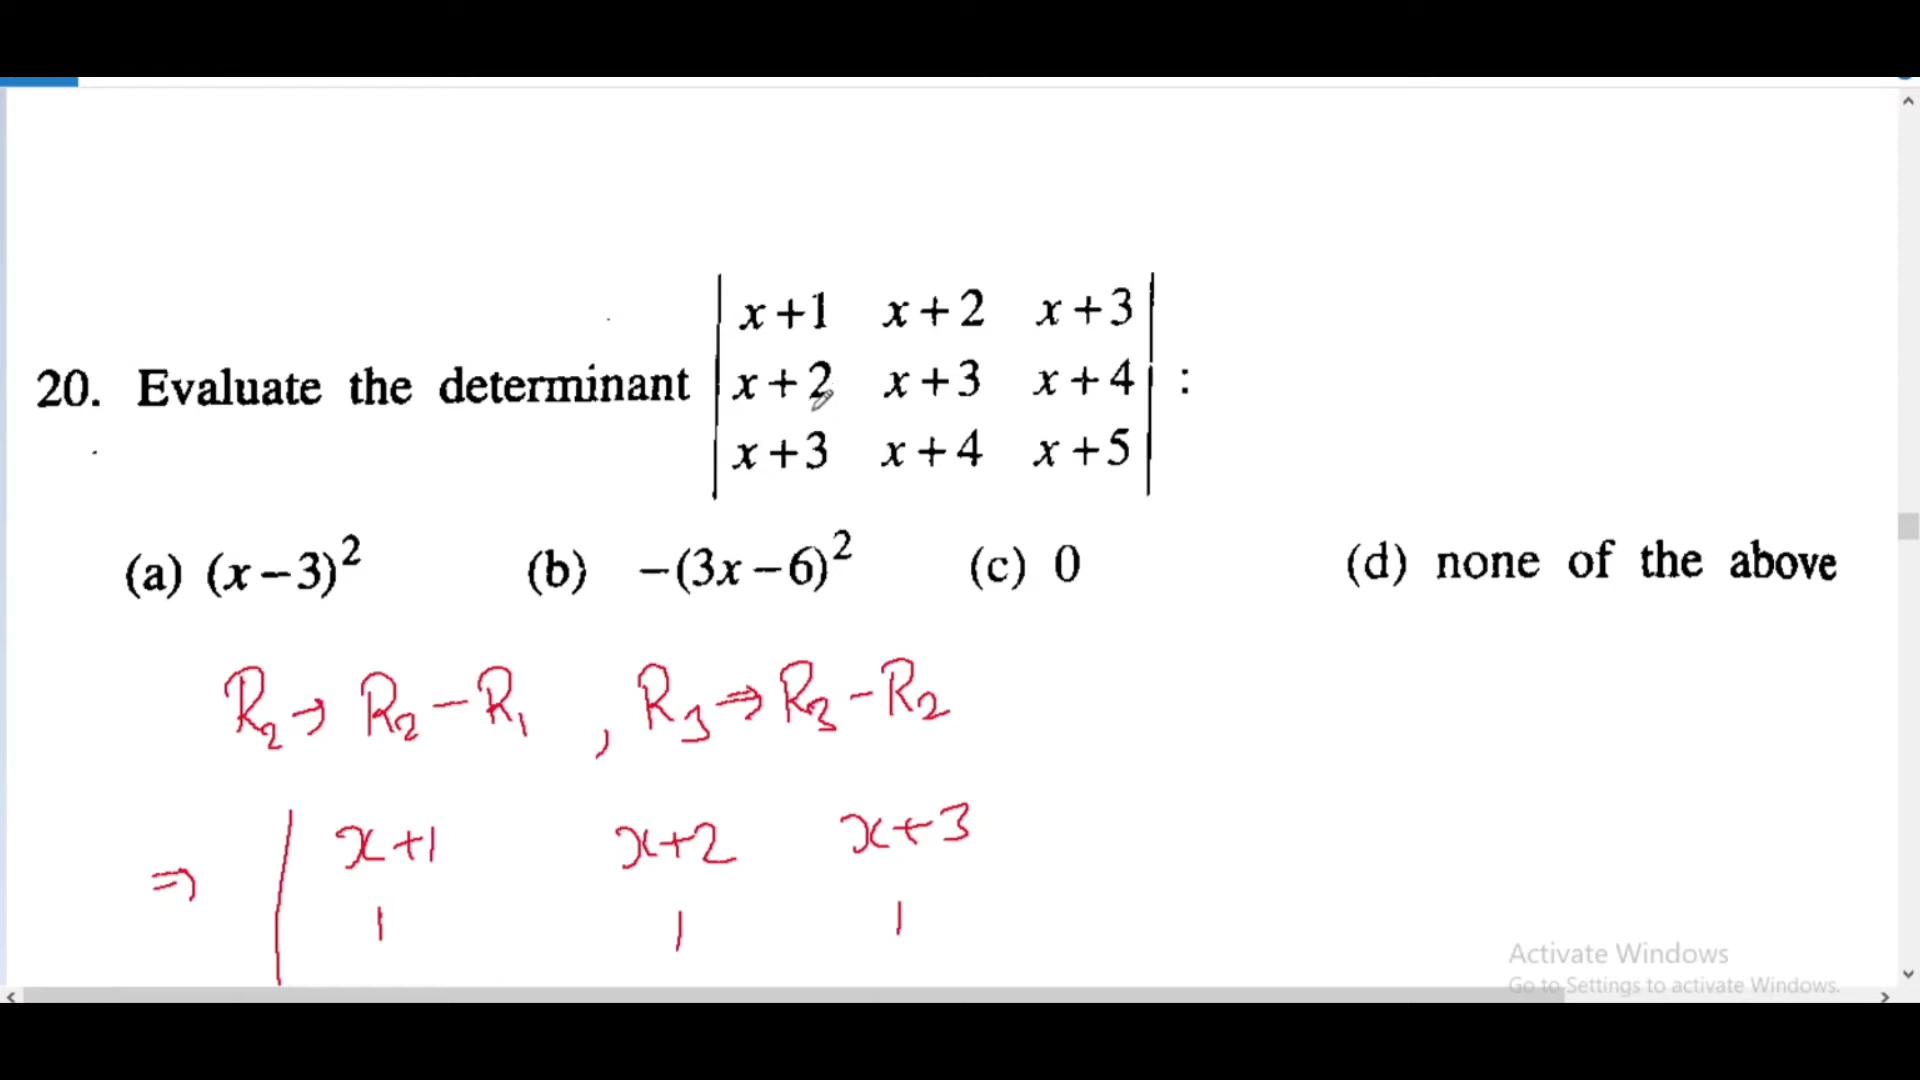 x+1 x+2 x+3
20. Evaluate the determinant x+2 x+3 x+4 :
x+3 x+4 x+5
(a) (x-3)² (b) -(3x-6)² (c) 0 (d) none of the above
R₂→ R₂-R₁ , R₃⇒R₃-R₂
x+1 x+2 x+3
⇒ | 1 1 1
Activate Windows
Go to Settings to activate Windows.